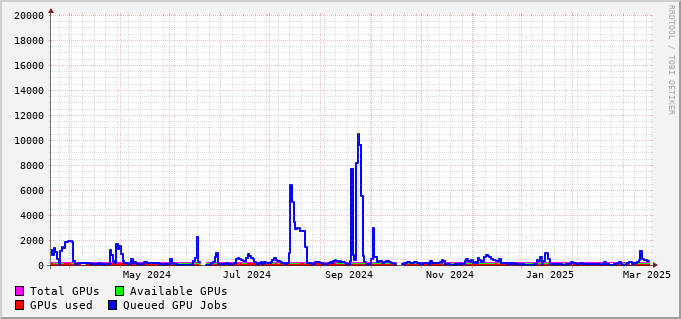 20000
18000
16000
14000
12000
10000
8000
6000
4000
2000
0
May 2024 Jul 2024 Sep 2024 Nov 2024 Jan 2025 Mar 2025
Total GPUs Available GPUs
GPUs used Queued GPU Jobs
RRDTOOL / TOBI OETIKER